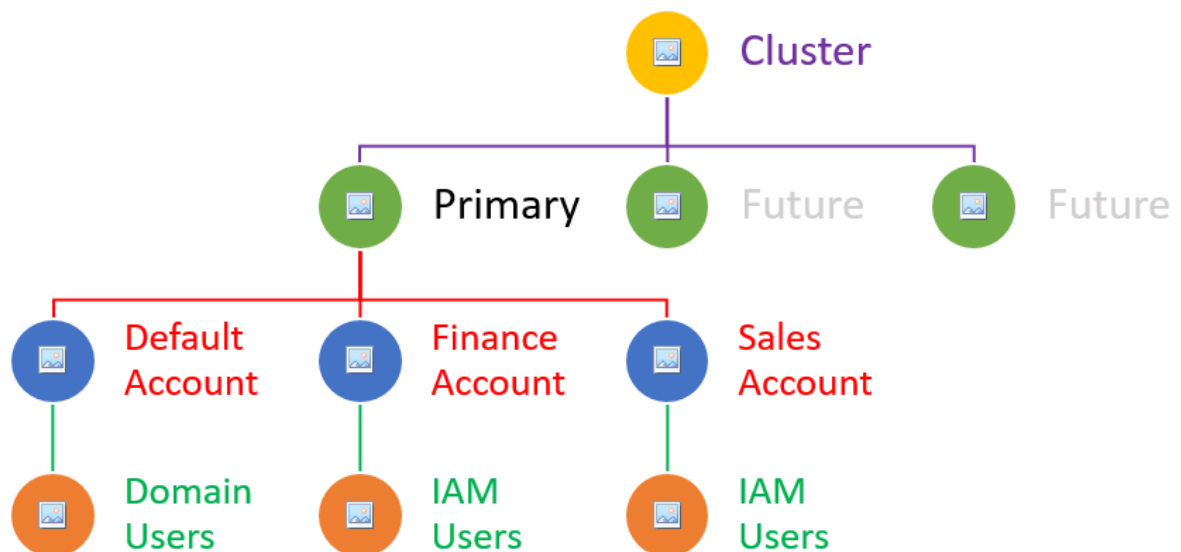 Cluster
Primary
Future
Future
Default
Account
Finance
Account
Sales
Account
Domain
Users
IAM
Users
IAM
Users